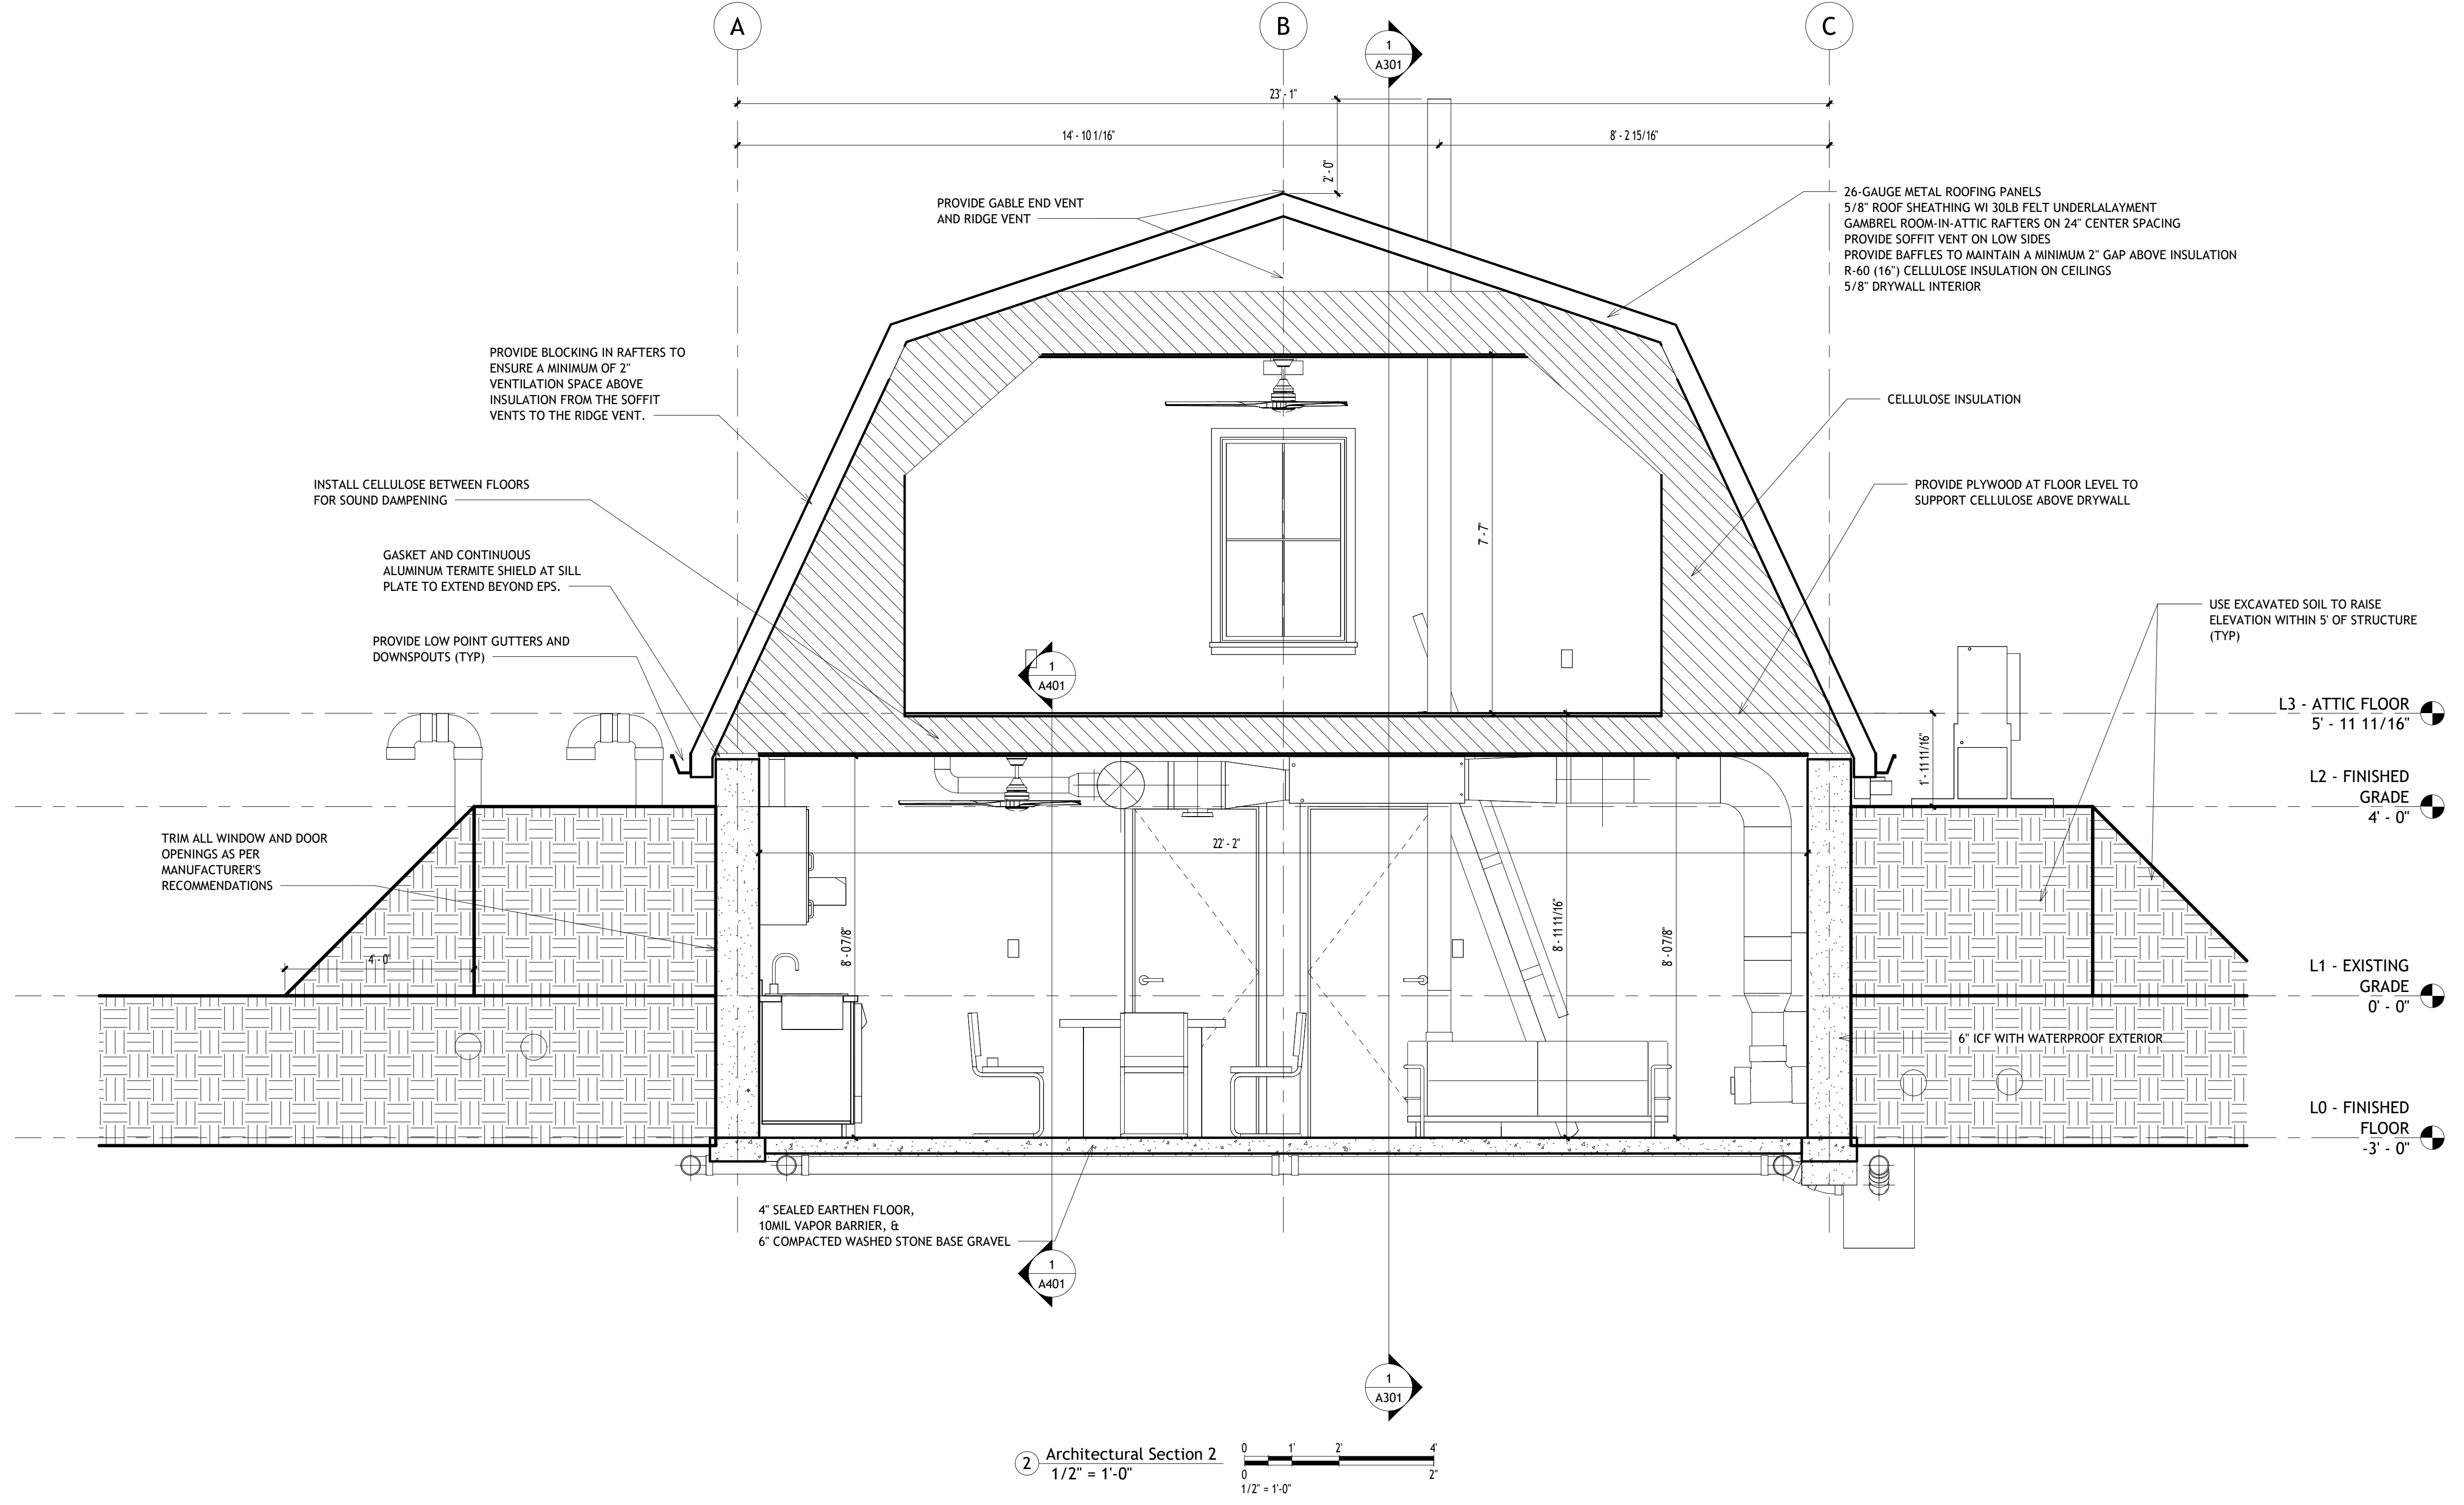 A
B
C
1
A301
23' - 1"
14' - 10 1/16"
8' - 2 15/16"
2' - 0"
PROVIDE GABLE END VENT
AND RIDGE VENT
26-GAUGE METAL ROOFING PANELS
5/8" ROOF SHEATHING WI 30LB FELT UNDERLALAYMENT
GAMBREL ROOM-IN-ATTIC RAFTERS ON 24" CENTER SPACING
PROVIDE SOFFIT VENT ON LOW SIDES
PROVIDE BAFFLES TO MAINTAIN A MINIMUM 2" GAP ABOVE INSULATION
R-60 (16") CELLULOSE INSULATION ON CEILINGS
5/8" DRYWALL INTERIOR
PROVIDE BLOCKING IN RAFTERS TO
ENSURE A MINIMUM OF 2"
VENTILATION SPACE ABOVE
INSULATION FROM THE SOFFIT
VENTS TO THE RIDGE VENT.
CELLULOSE INSULATION
INSTALL CELLULOSE BETWEEN FLOORS
FOR SOUND DAMPENING
PROVIDE PLYWOOD AT FLOOR LEVEL TO
SUPPORT CELLULOSE ABOVE DRYWALL
7' - 7"
GASKET AND CONTINUOUS
ALUMINUM TERMITE SHIELD AT SILL
PLATE TO EXTEND BEYOND EPS.
USE EXCAVATED SOIL TO RAISE
ELEVATION WITHIN 5' OF STRUCTURE
(TYP)
PROVIDE LOW POINT GUTTERS AND
DOWNSPOUTS (TYP)
1
A401
L3 - ATTIC FLOOR
5' - 11 11/16"
1' - 11 11/16"
L2 - FINISHED
GRADE
4' - 0"
TRIM ALL WINDOW AND DOOR
OPENINGS AS PER
MANUFACTURER'S
RECOMMENDATIONS
22' - 2"
8' - 0 7/8"
8' - 11 11/16"
8' - 0 7/8"
4' - 0"
L1 - EXISTING
GRADE
0' - 0"
6" ICF WITH WATERPROOF EXTERIOR
L0 - FINISHED
FLOOR
-3' - 0"
4" SEALED EARTHEN FLOOR,
10MIL VAPOR BARRIER, &
6" COMPACTED WASHED STONE BASE GRAVEL
1
A401
1
A301
2
Architectural Section 2
1/2" = 1'-0"
0 1' 2' 4'
0 2"
1/2" = 1'-0"